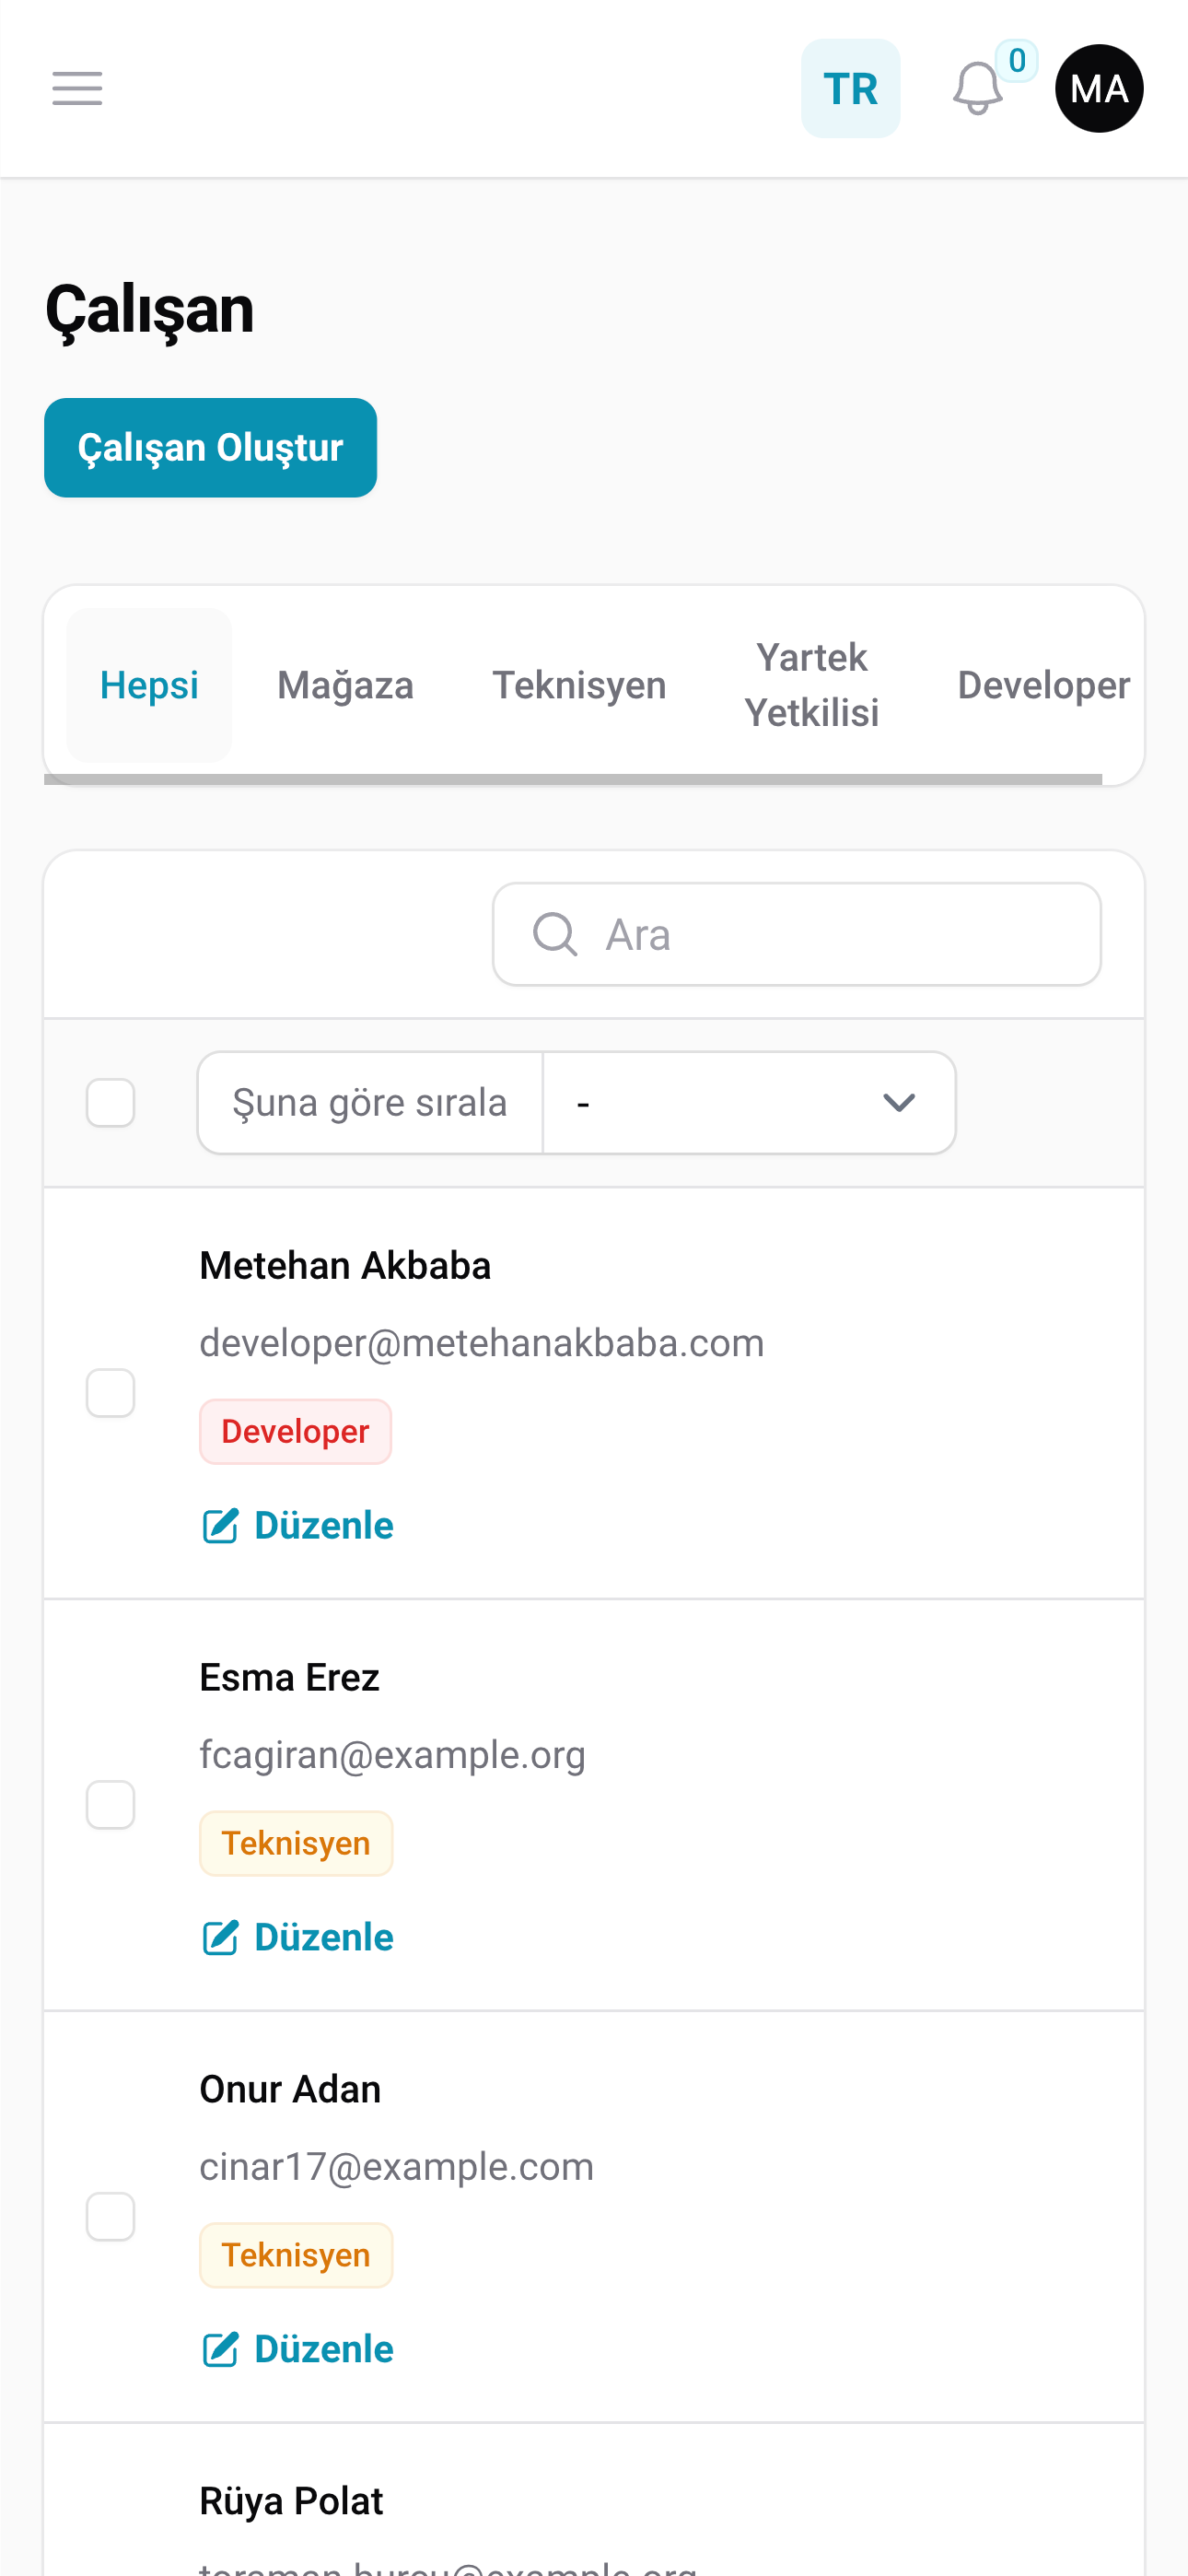 TR
0
MA
Çalışan
Çalışan Oluştur
Hepsi
Mağaza
Teknisyen
Yartek
Yetkilisi
Developer
Ara
Şuna göre sırala
-
Metehan Akbaba
developer@metehanakbaba.com
Developer
Düzenle
Esma Erez
fcagiran@example.org
Teknisyen
Düzenle
Onur Adan
cinar17@example.com
Teknisyen
Düzenle
Rüya Polat